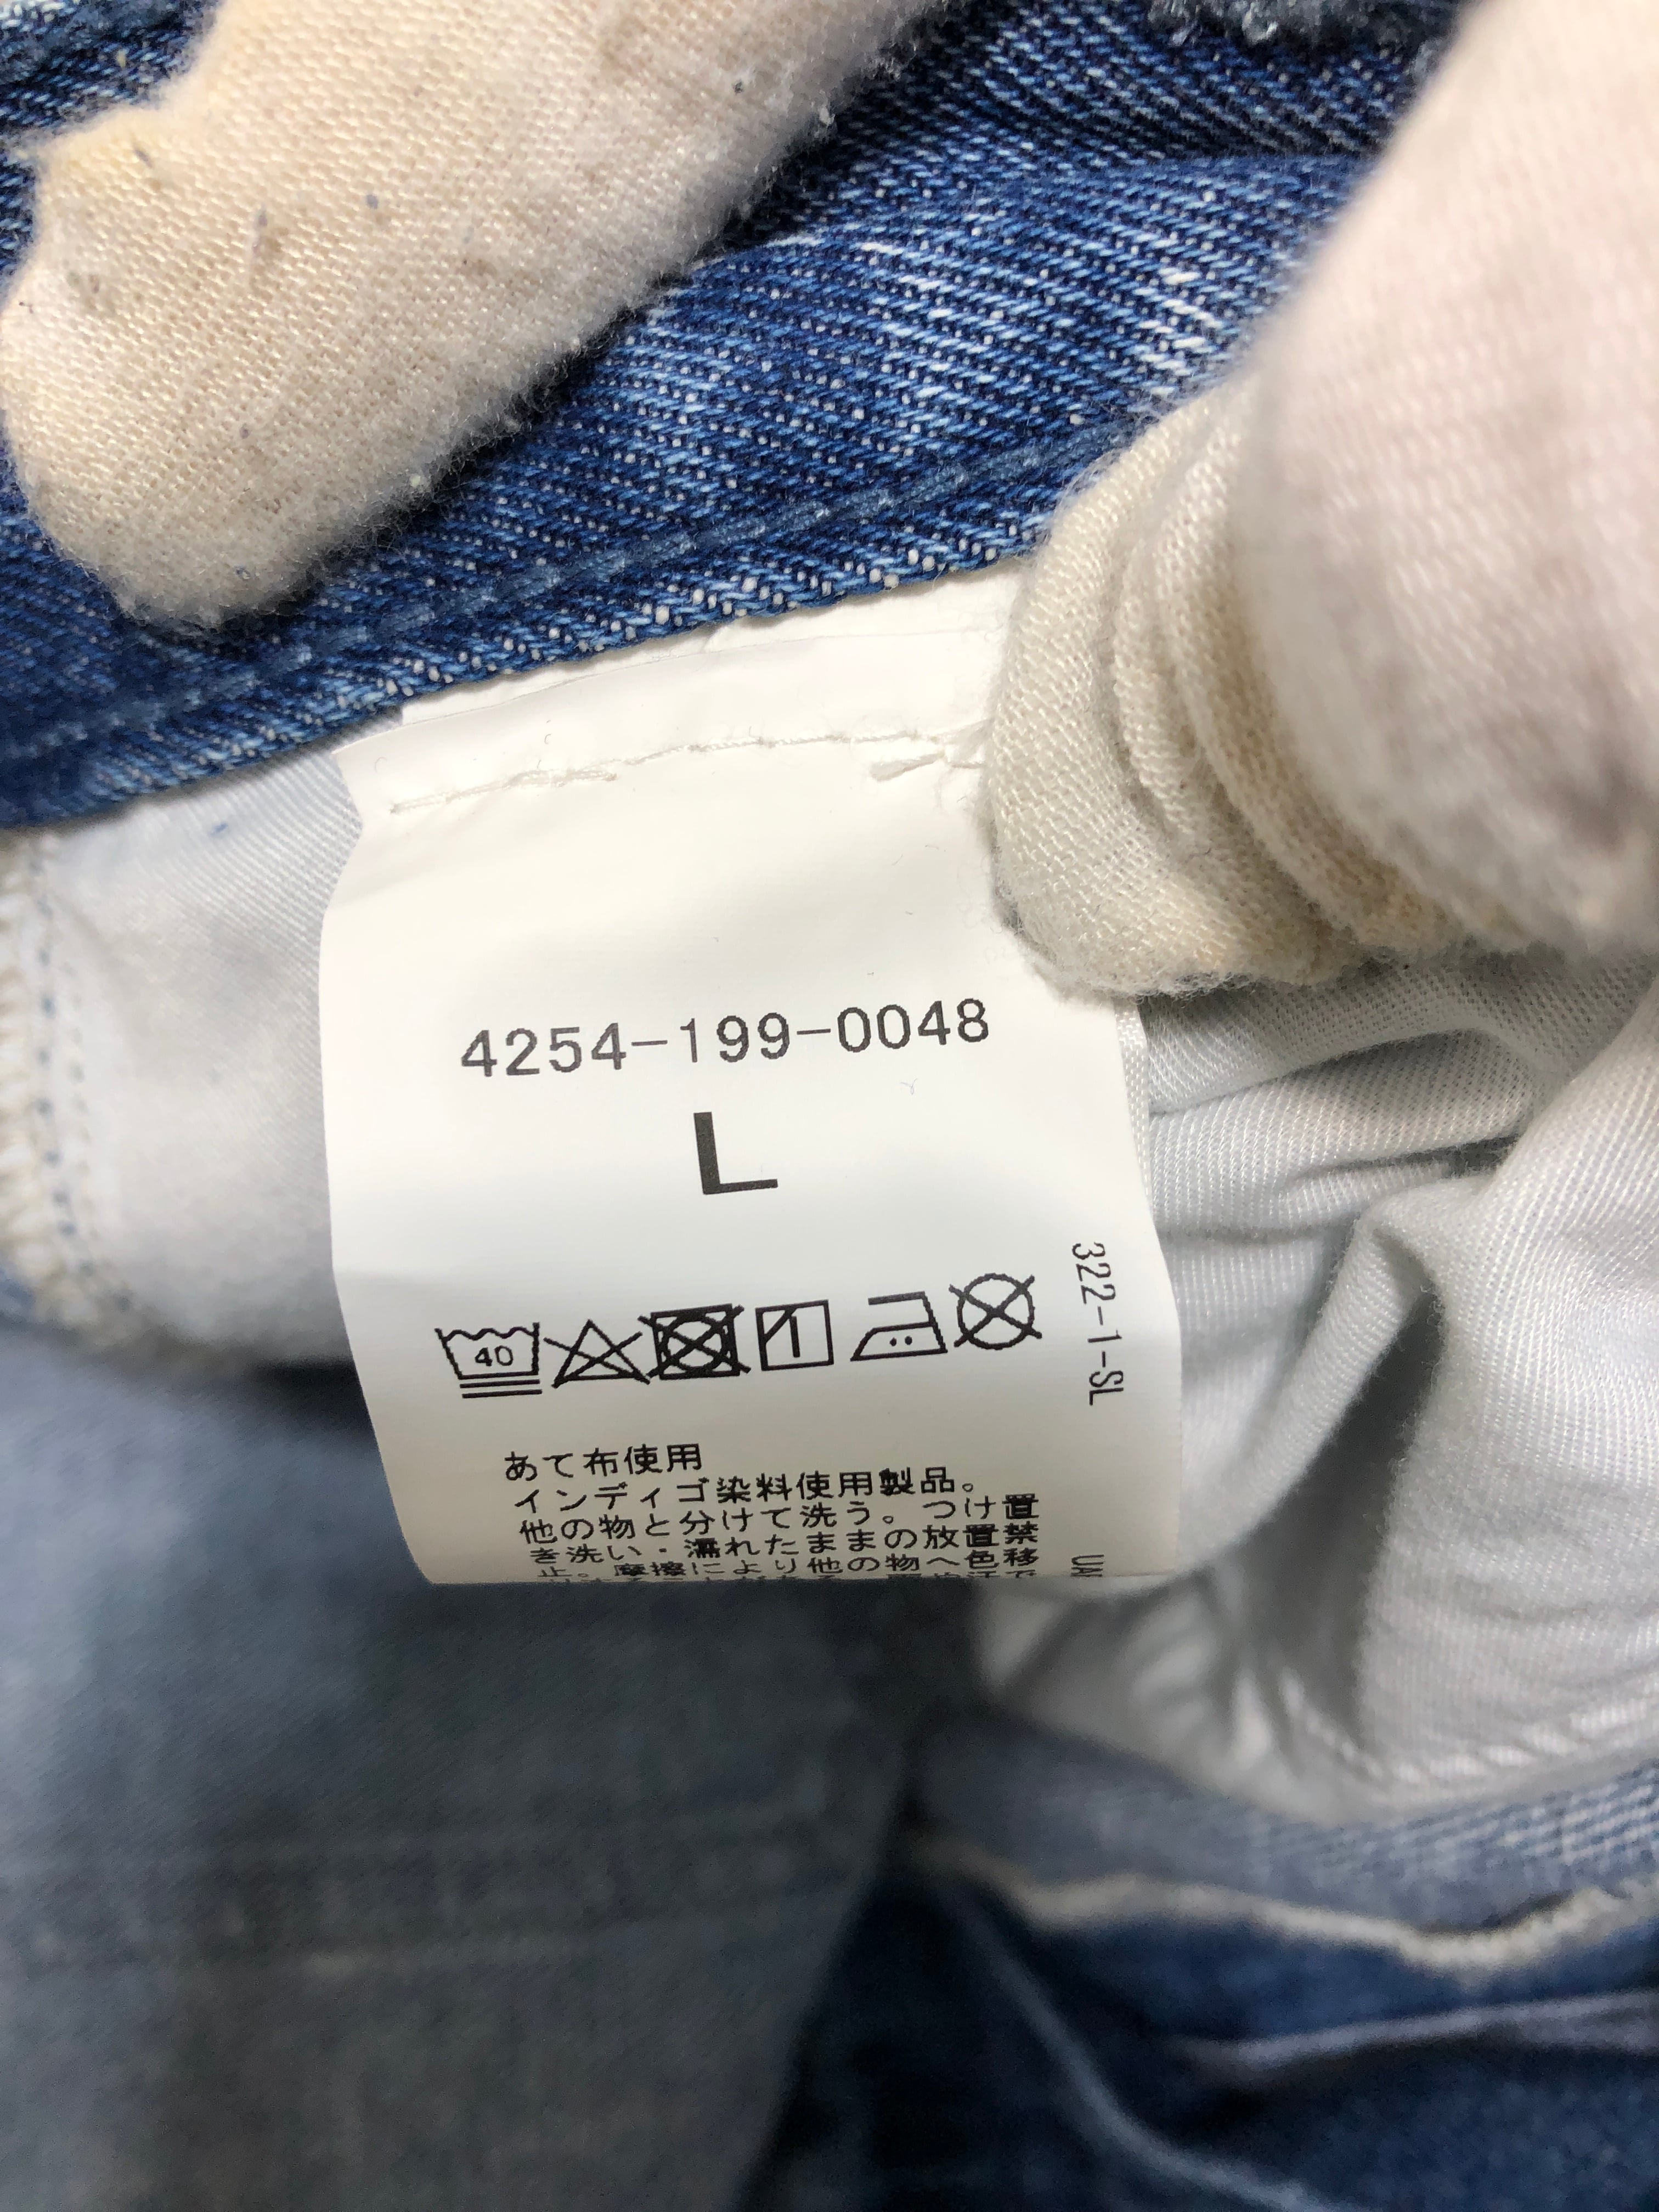 4254-199-0048
L
40
322-1-SL
あて布使用
インディゴ染料使用製品。
他の物と分けて洗う。つけ置
き洗い・濡れたままの放置禁
止。摩擦により他の物へ色移